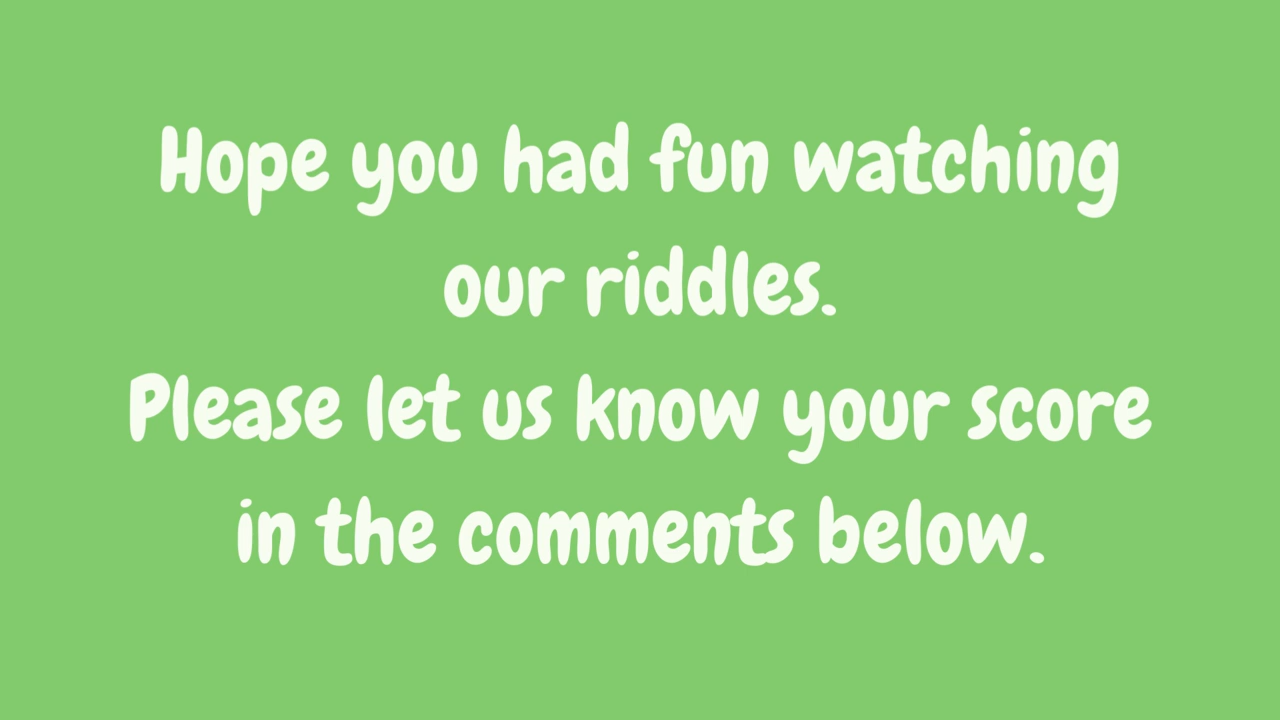 Hope you had fun watching
our riddles.
Please let us know your score
in the comments below.